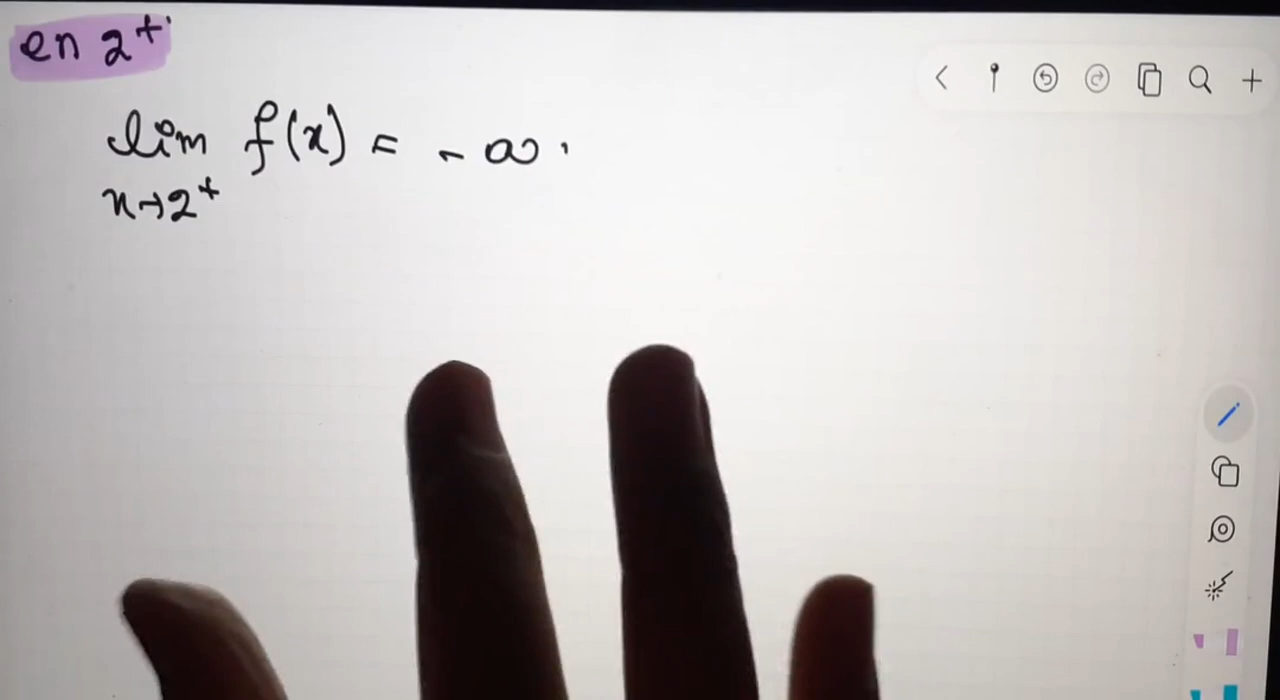 en 2⁺
lim f(x) = - ∞.
x→2⁺